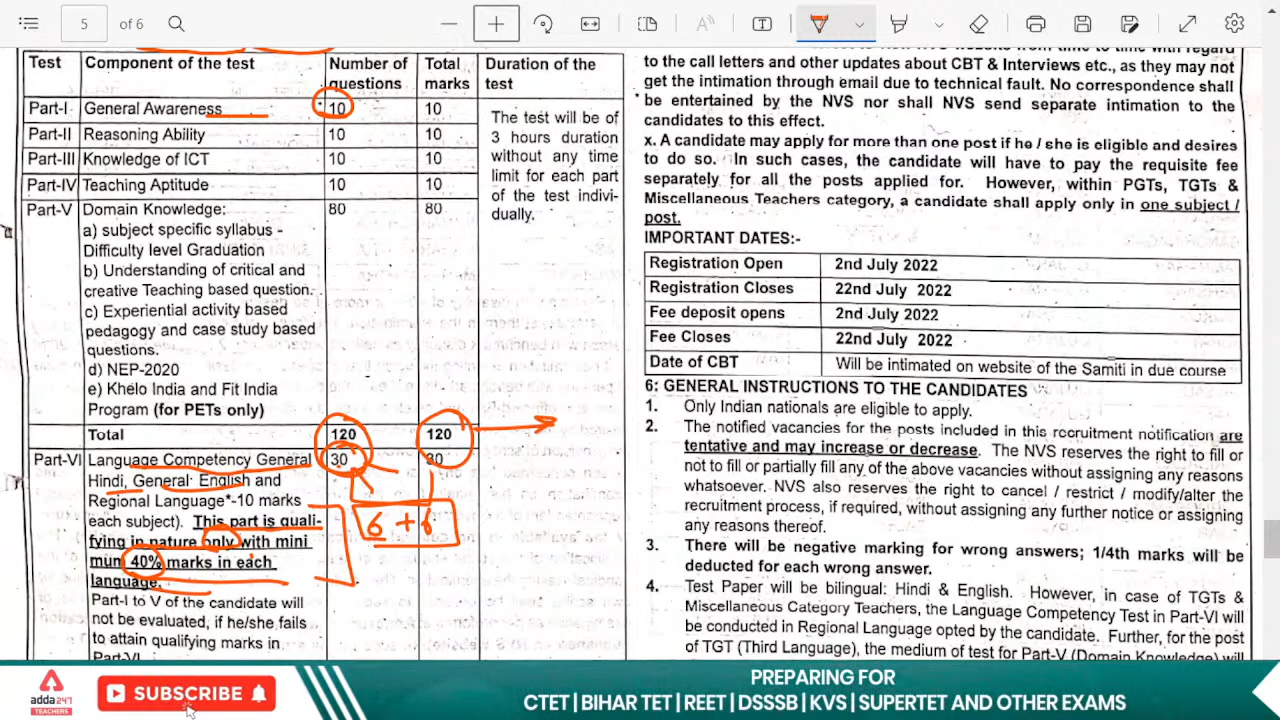 5 of 6
Test Component of the test Number of questions Total marks Duration of the test
Part-I General Awareness 10 10
Part-II Reasoning Ability 10 10
Part-III Knowledge of ICT 10 10
Part-IV Teaching Aptitude 10 10
The test will be of
3 hours duration
without any time
limit for each part
of the test indivi-
dually.
Part-V Domain Knowledge: 80 80
a) subject specific syllabus -
Difficulty level Graduation
b) Understanding of critical and
creative Teaching based question.
c) Experiential activity based
pedagogy and case study based
questions.
d) NEP-2020
e) Khelo India and Fit India
Program (for PETs only)
Total 120 120
Part-VI Language Competency General 30 30
Hindi, General English and
Regional Language*-10 marks
each subject). This part is quali-
fying in nature only with mini
mum 40% marks in each
language.
6 + 6
Part-I to V of the candidate will
not be evaluated, if he/she fails
to attain qualifying marks in
Part-VI
to the call letters and other updates about CBT & Interviews etc., as they may not
get the intimation through email due to technical fault. No correspondence shall
be entertained by the NVS nor shall NVS send separate intimation to the
candidates to this effect.
x. A candidate may apply for more than one post if he / she is eligible and desires
to do so. In such cases, the candidate will have to pay the requisite fee
separately for all the posts applied for. However, within PGTs, TGTs &
Miscellaneous Teachers category, a candidate shall apply only in one subject /
post.
IMPORTANT DATES:-
Registration Open 2nd July 2022
Registration Closes 22nd July 2022
Fee deposit opens 2nd July 2022
Fee Closes 22nd July 2022
Date of CBT Will be intimated on website of the Samiti in due course
6: GENERAL INSTRUCTIONS TO THE CANDIDATES
1. Only Indian nationals are eligible to apply.
2. The notified vacancies for the posts included in this recruitment notification are
tentative and may increase or decrease. The NVS reserves the right to fill or
not to fill or partially fill any of the above vacancies without assigning any reasons
whatsoever. NVS also reserves the right to cancel / restrict / modify/alter the
recruitment process, if required, without assigning any further notice or assigning
any reasons thereof.
3. There will be negative marking for wrong answers; 1/4th marks will be
deducted for each wrong answer.
4. Test Paper will be bilingual: Hindi & English. However, in case of TGTs &
Miscellaneous Category Teachers, the Language Competency Test in Part-VI will
be conducted in Regional Language opted by the candidate. Further, for the post
of TGT (Third Language), the medium of test for Part-V (Domain Knowledge) will
adda247
TEACHERS
SUBSCRIBE
PREPARING FOR
CTET | BIHAR TET | REET | DSSSB | KVS | SUPERTET AND OTHER EXAMS